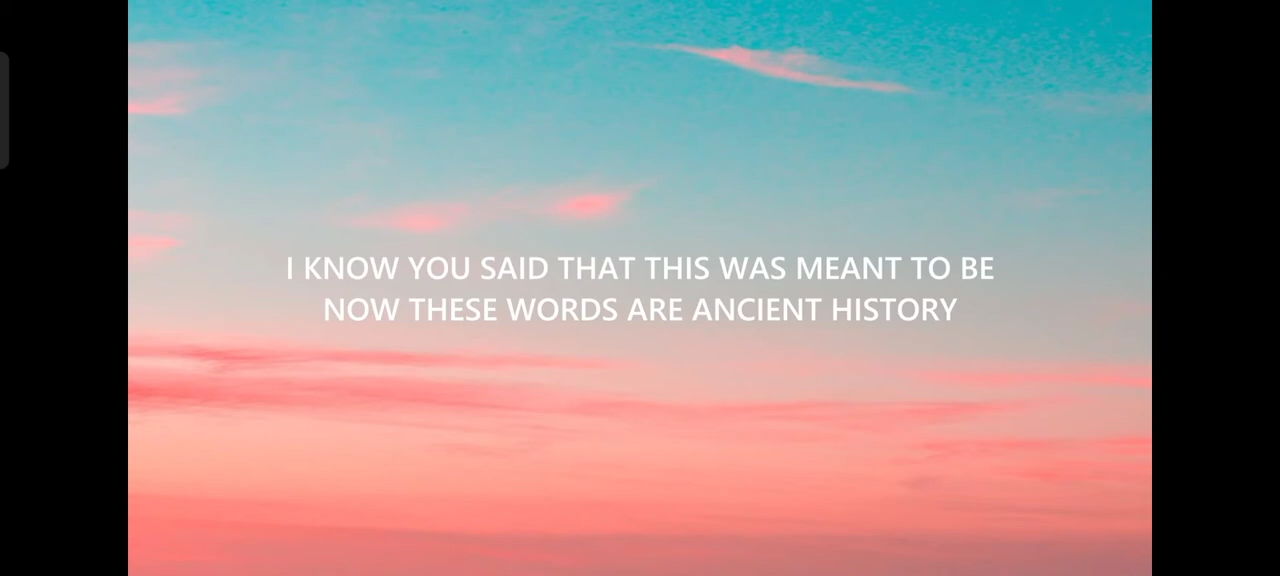 I KNOW YOU SAID THAT THIS WAS MEANT TO BE
NOW THESE WORDS ARE ANCIENT HISTORY